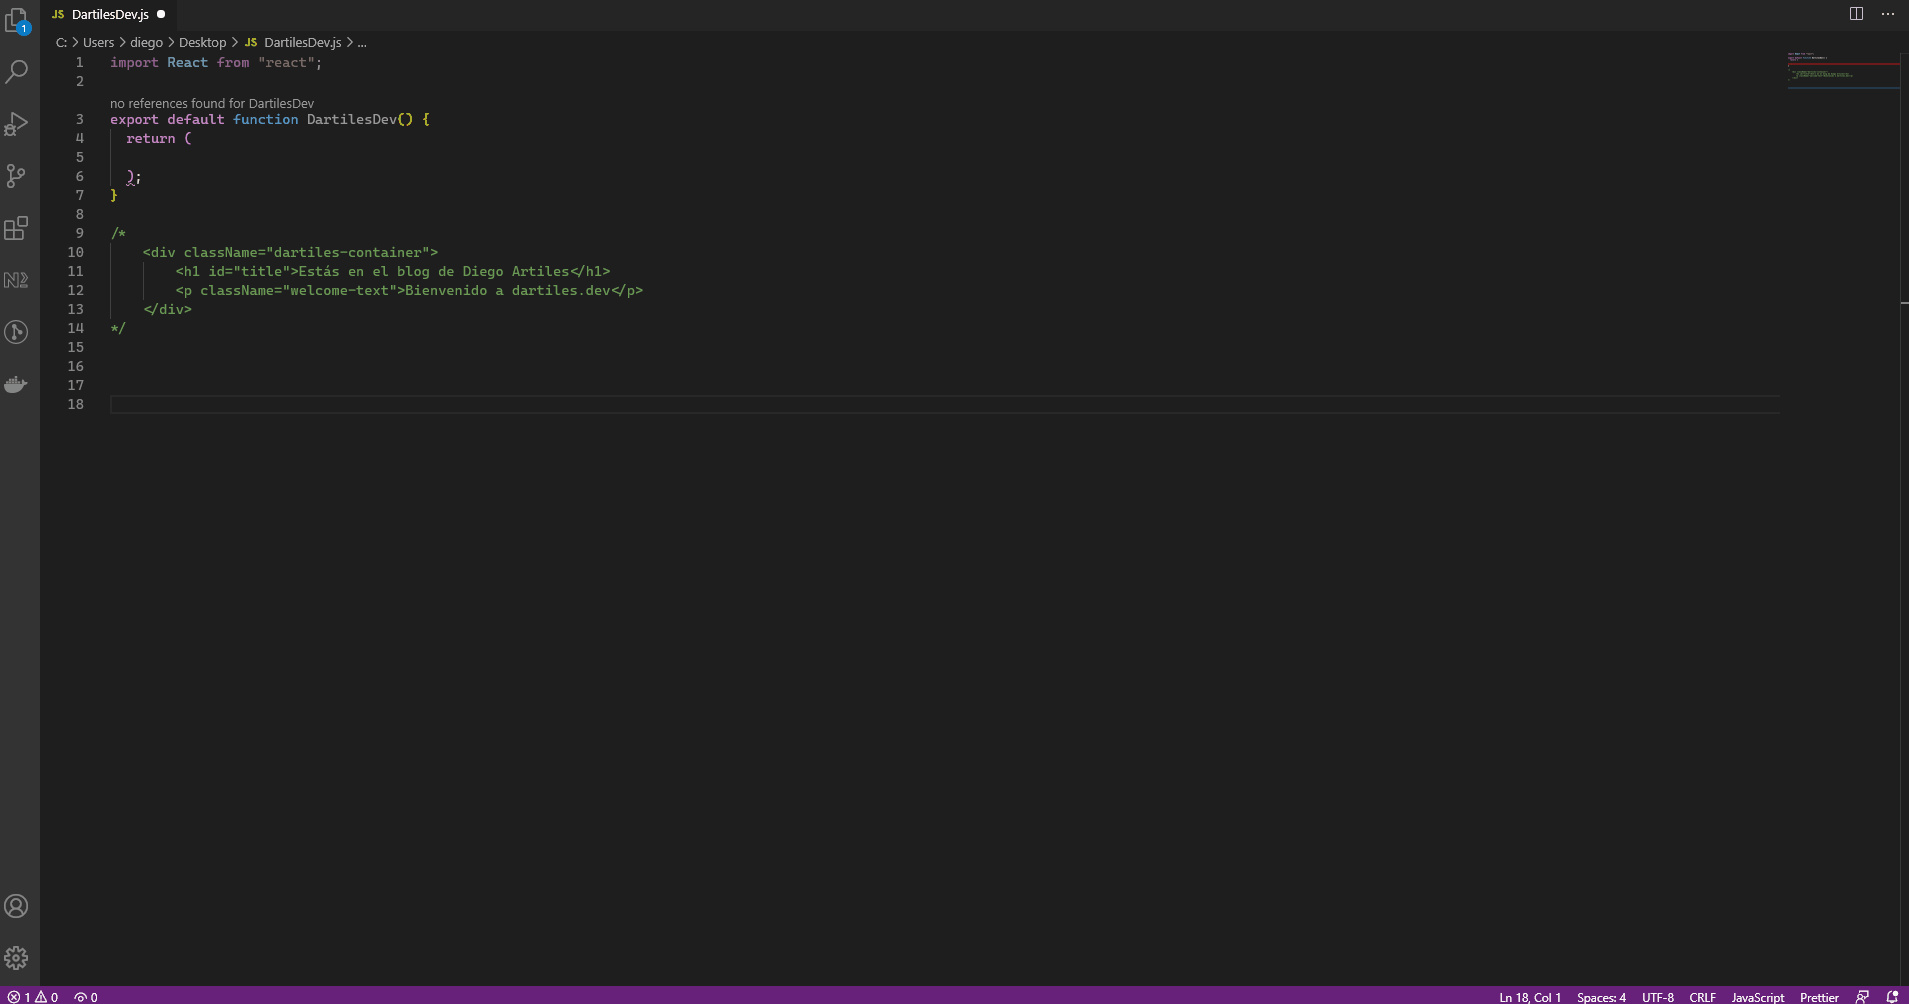 JS DartilesDev.js
1
C: > Users > diego > Desktop > JS DartilesDev.js > ...
1 import React from "react";
2
no references found for DartilesDev
3 export default function DartilesDev() {
4 return (
5
6 );
7 }
8
9 /*
10 <div className="dartiles-container">
11 <h1 id="title">Estás en el blog de Diego Artiles</h1>
12 <p className="welcome-text">Bienvenido a dartiles.dev</p>
13 </div>
14 */
15
16
17
18
1 0 0 Ln 18, Col 1 Spaces: 4 UTF-8 CRLF JavaScript Prettier